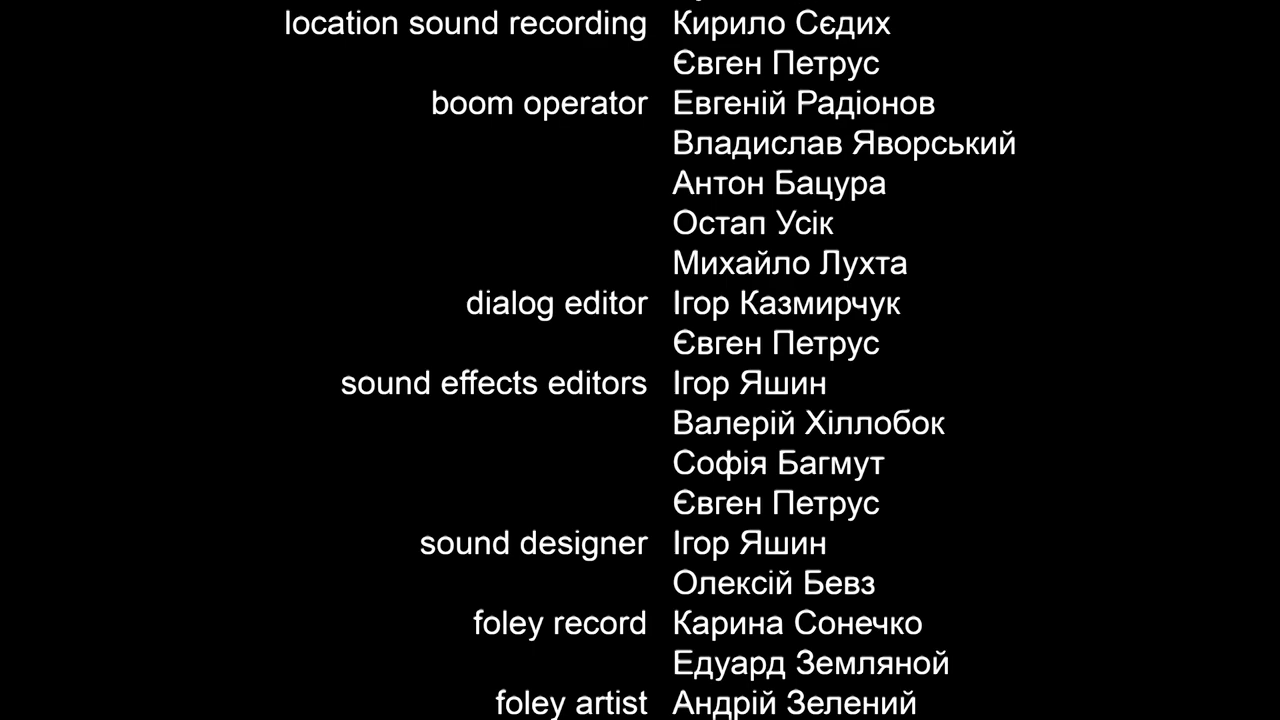 location sound recording Кирило Сєдих
Євген Петрус
boom operator Евгеній Радіонов
Владислав Яворський
Антон Бацура
Остап Усік
Михайло Лухта
dialog editor Ігор Казмирчук
Євген Петрус
sound effects editors Ігор Яшин
Валерій Хіллобок
Софія Багмут
Євген Петрус
sound designer Ігор Яшин
Олексій Бевз
foley record Карина Сонечко
Едуард Земляной
foley artist Андрій Зелений